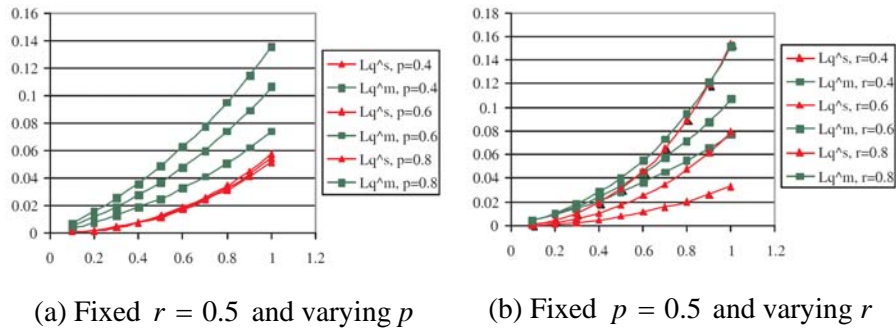 0.16
0.14
0.12
0.1
0.08
0.06
0.04
0.02
0
0 0.2 0.4 0.6 0.8 1 1.2
Lq^s, p=0.4
Lq^m, p=0.4
Lq^s, p=0.6
Lq^m, p=0.6
Lq^s, p=0.8
Lq^m, p=0.8
(a) Fixed r = 0.5 and varying p
0.18
0.16
0.14
0.12
0.1
0.08
0.06
0.04
0.02
0
0 0.2 0.4 0.6 0.8 1 1.2
Lq^s, r=0.4
Lq^m, r=0.4
Lq^s, r=0.6
Lq^m, r=0.6
Lq^s, r=0.8
Lq^m, r=0.8
(b) Fixed p = 0.5 and varying r